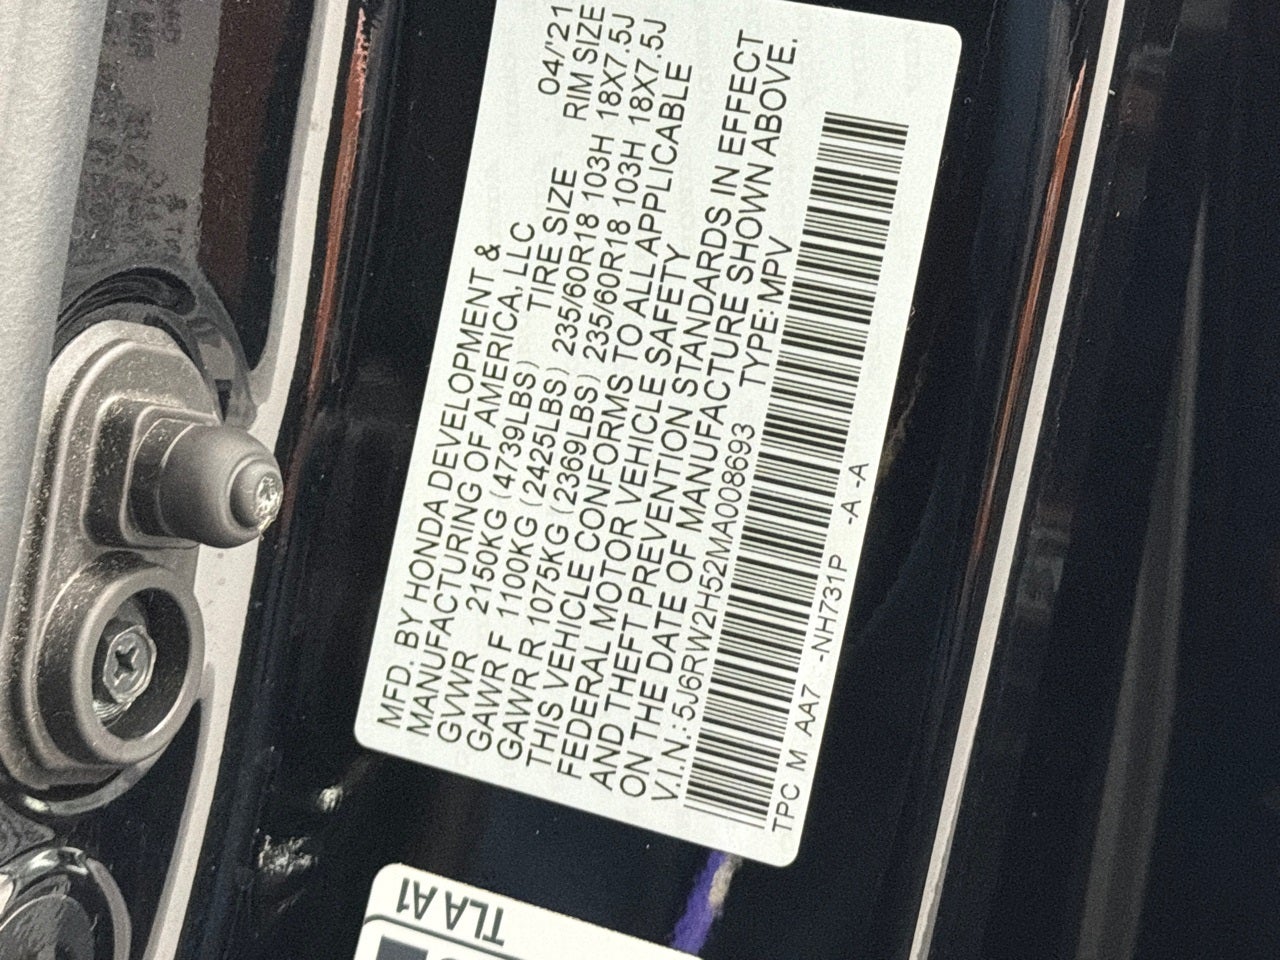 MFD. BY HONDA DEVELOPMENT &
MANUFACTURING OF AMERICA, LLC 04/'21
GVWR 2150KG (4739LBS) TIRE SIZE RIM SIZE
GAWR F 1100KG (2425LBS) 235/60R18 103H 18X7.5J
GAWR R 1075KG (2369LBS) 235/60R18 103H 18X7.5J
THIS VEHICLE CONFORMS TO ALL APPLICABLE
FEDERAL MOTOR VEHICLE SAFETY
AND THEFT PREVENTION STANDARDS IN EFFECT
ON THE DATE OF MANUFACTURE SHOWN ABOVE.
V.I.N.:5J6RW2H52MA008693 TYPE:MPV
TPC M AA7 -NH731P -A -A
TLA A1